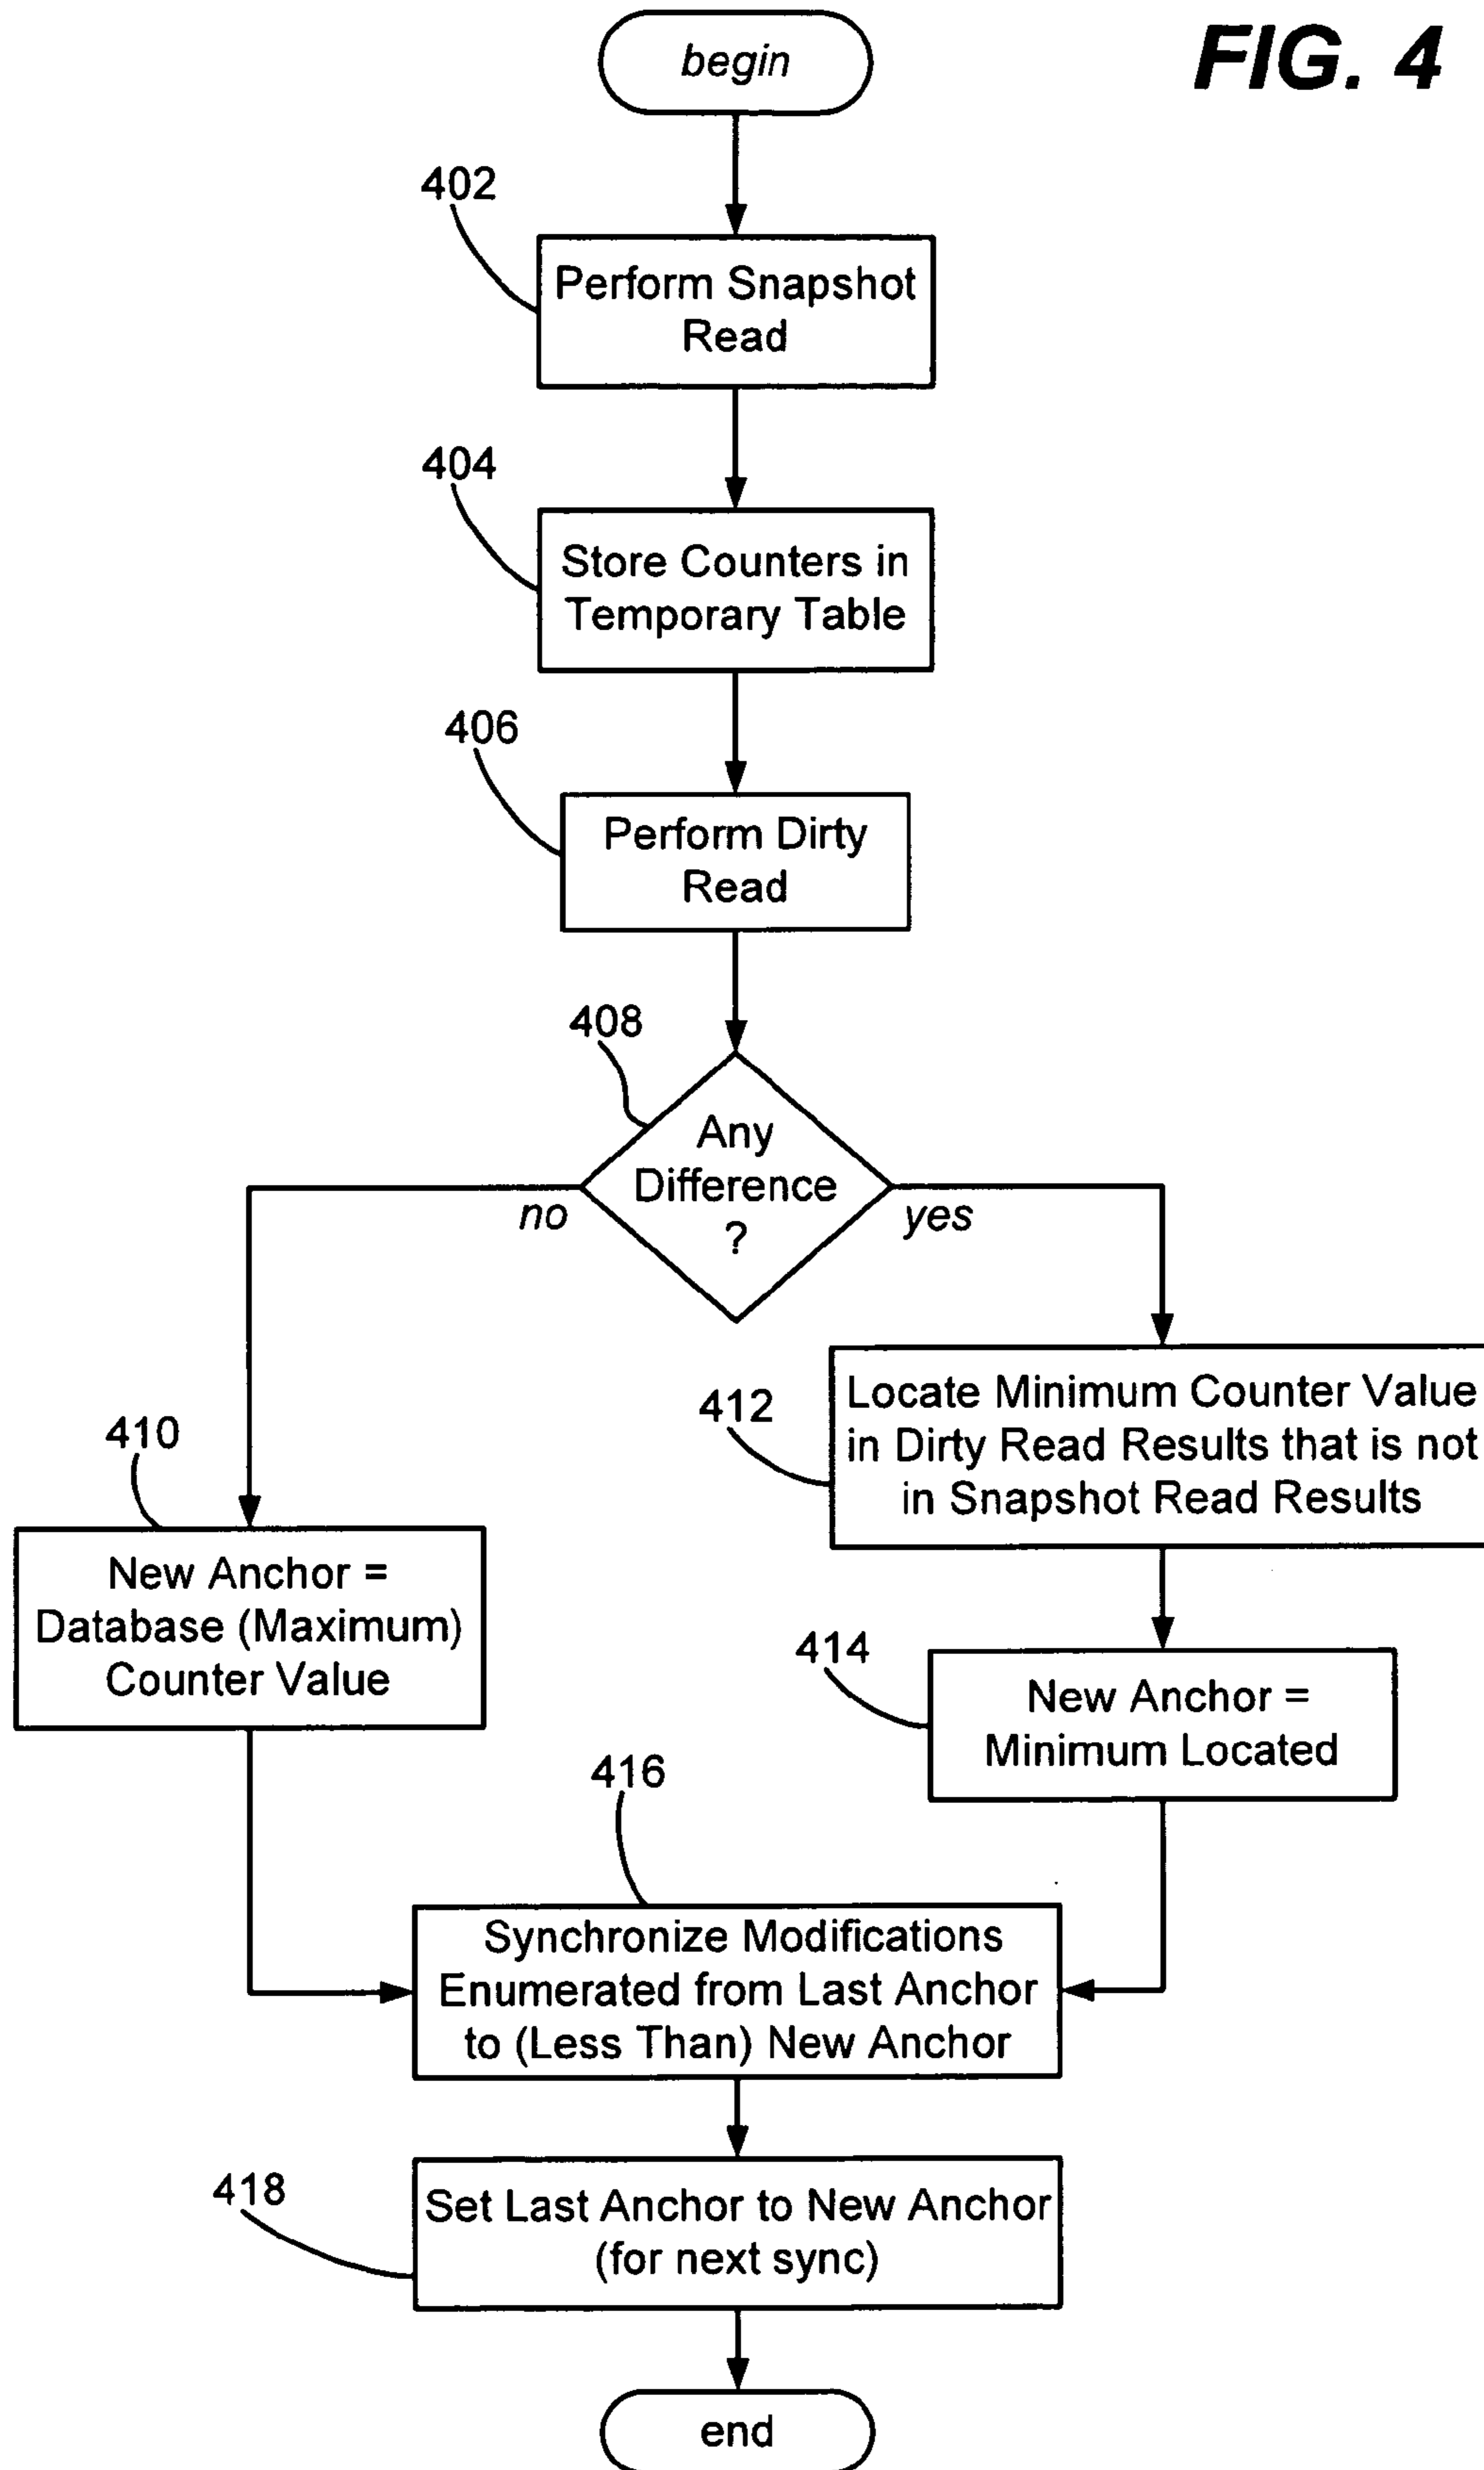 FIG. 4
begin
402
Perform Snapshot
Read
404
Store Counters in
Temporary Table
406
Perform Dirty
Read
408
Any
Difference
?
no
yes
410
New Anchor =
Database (Maximum)
Counter Value
412
Locate Minimum Counter Value
in Dirty Read Results that is not
in Snapshot Read Results
414
New Anchor =
Minimum Located
416
Synchronize Modifications
Enumerated from Last Anchor
to (Less Than) New Anchor
418
Set Last Anchor to New Anchor
(for next sync)
end